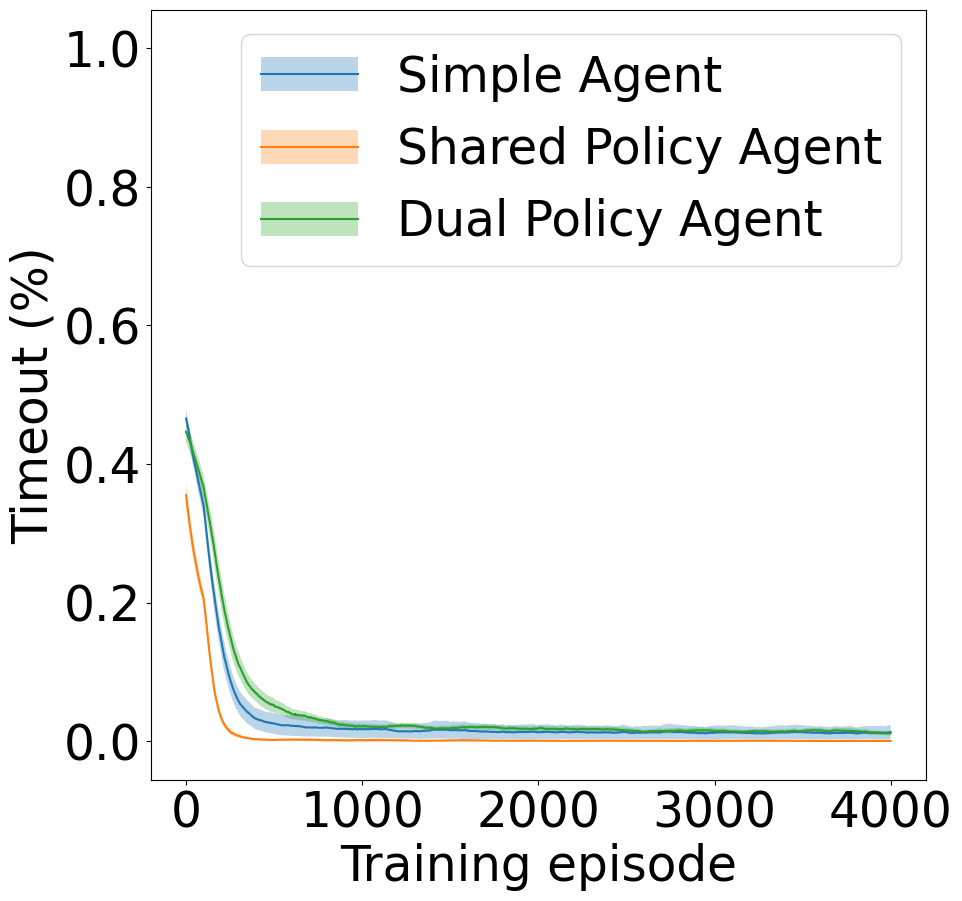 1.0
0.8
0.6
0.4
0.2
0.0
Timeout (%)
Simple Agent
Shared Policy Agent
Dual Policy Agent
0 1000 2000 3000 4000
Training episode